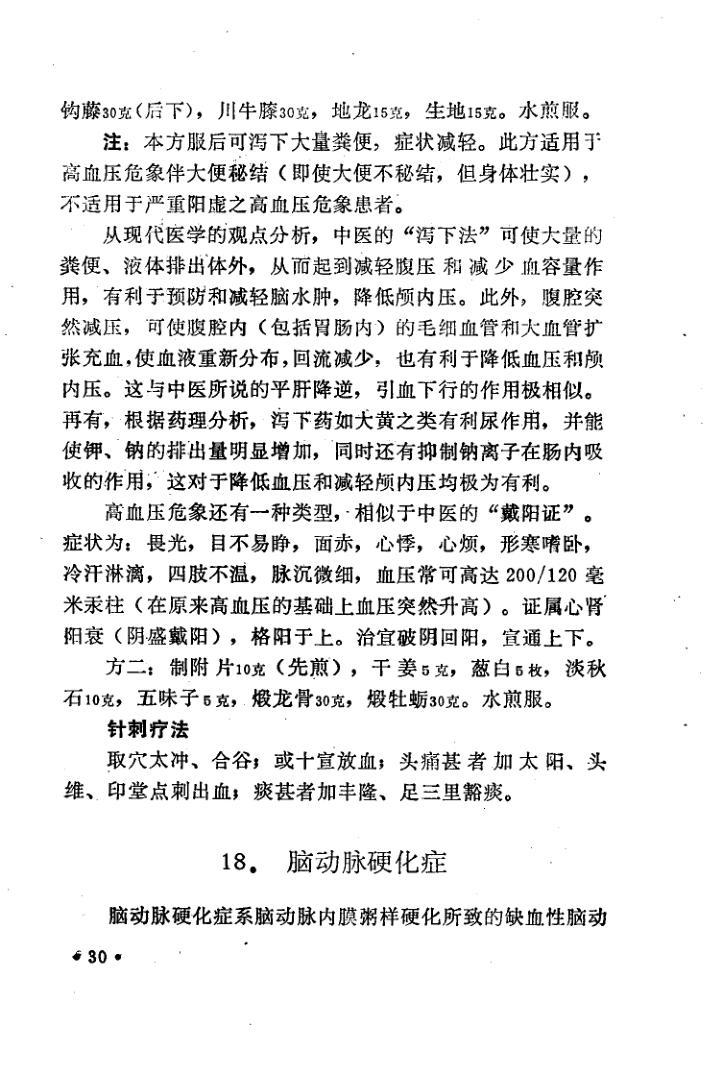 钩藤30克(后下)，川牛膝30克，地龙15克，生地15克。水煎服。
注：本方服后可泻下大量粪便，症状减轻。此方适用于
高血压危象伴大便秘结（即使大便不秘结，但身体壮实），
不适用于严重阳虚之高血压危象患者。
从现代医学的观点分析，中医的“泻下法”可使大量的
粪便、液体排出体外，从而起到减轻腹压和减少血容量作
用，有利于预防和减轻脑水肿，降低颅内压。此外，腹腔突
然减压，可使腹腔内（包括胃肠内）的毛细血管和大血管扩
张充血，使血液重新分布，回流减少，也有利于降低血压和颅
内压。这与中医所说的平肝降逆，引血下行的作用极相似。
再有，根据药理分析，泻下药如大黄之类有利尿作用，并能
使钾、钠的排出量明显增加，同时还有抑制钠离子在肠内吸
收的作用，这对于降低血压和减轻颅内压均极为有利。
高血压危象还有一种类型，相似于中医的“戴阳证”。
症状为：畏光，目不易睁，面赤，心悸，心烦，形寒嗜卧，
冷汗淋漓，四肢不温，脉沉微细，血压常可高达200/120毫
米汞柱（在原来高血压的基础上血压突然升高）。证属心肾
阳衰（阴盛戴阳），格阳于上。治宜破阴回阳，宣通上下。
方二：制附片10克（先煎），干姜5克，葱白5枚，淡秋
石10克，五味子5克，煅龙骨30克，煅牡蛎30克。水煎服。
针刺疗法
取穴太冲、合谷；或十宣放血；头痛甚者加太阳、头
维、印堂点刺出血；痰甚者加丰隆、足三里豁痰。
18. 脑动脉硬化症
脑动脉硬化症系脑动脉内膜粥样硬化所致的缺血性脑动
·30·